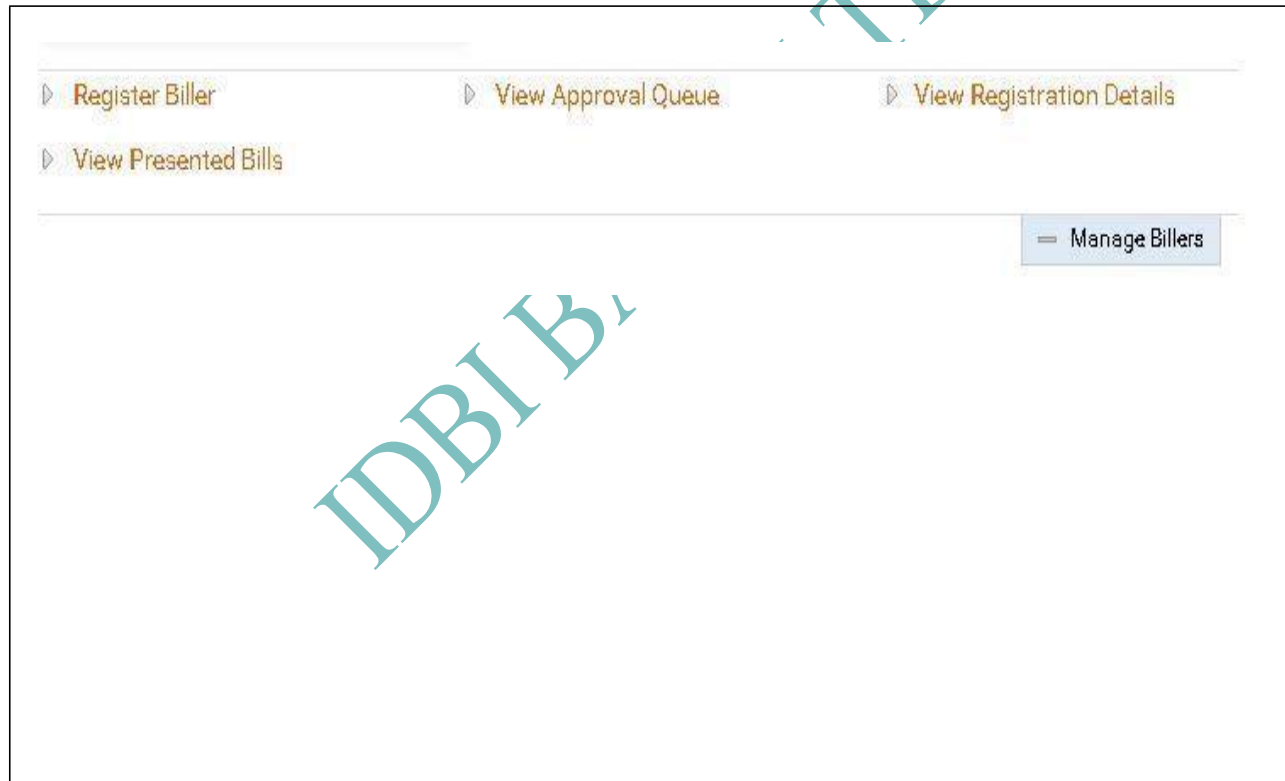 Register Biller View Approval Queue View Registration Details
View Presented Bills
Manage Billers
IDBI